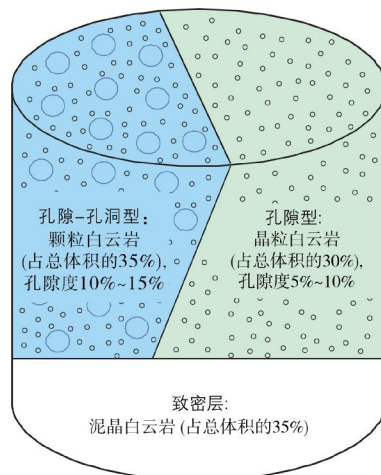 孔隙-孔洞型:
颗粒白云岩
(占总体积的35%),
孔隙度10%~15%
孔隙型:
晶粒白云岩
(占总体积的30%),
孔隙度5%~10%
致密层:
泥晶白云岩(占总体积的35%)